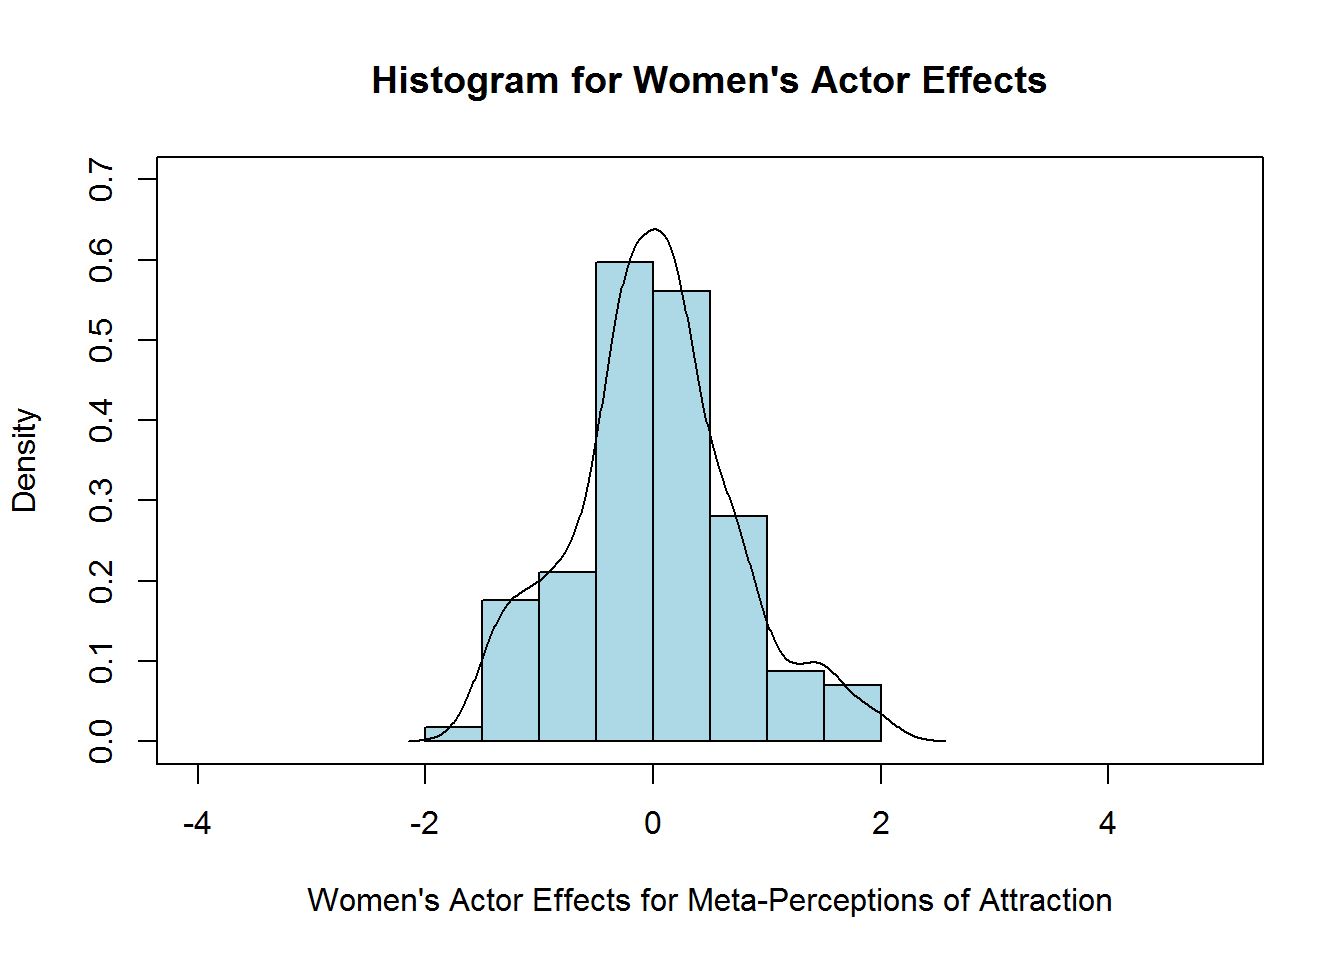 Histogram for Women's Actor Effects
0.7
0.6
0.5
0.4
0.3
0.2
0.1
0.0
Density
-4 -2 0 2 4
Women's Actor Effects for Meta-Perceptions of Attraction